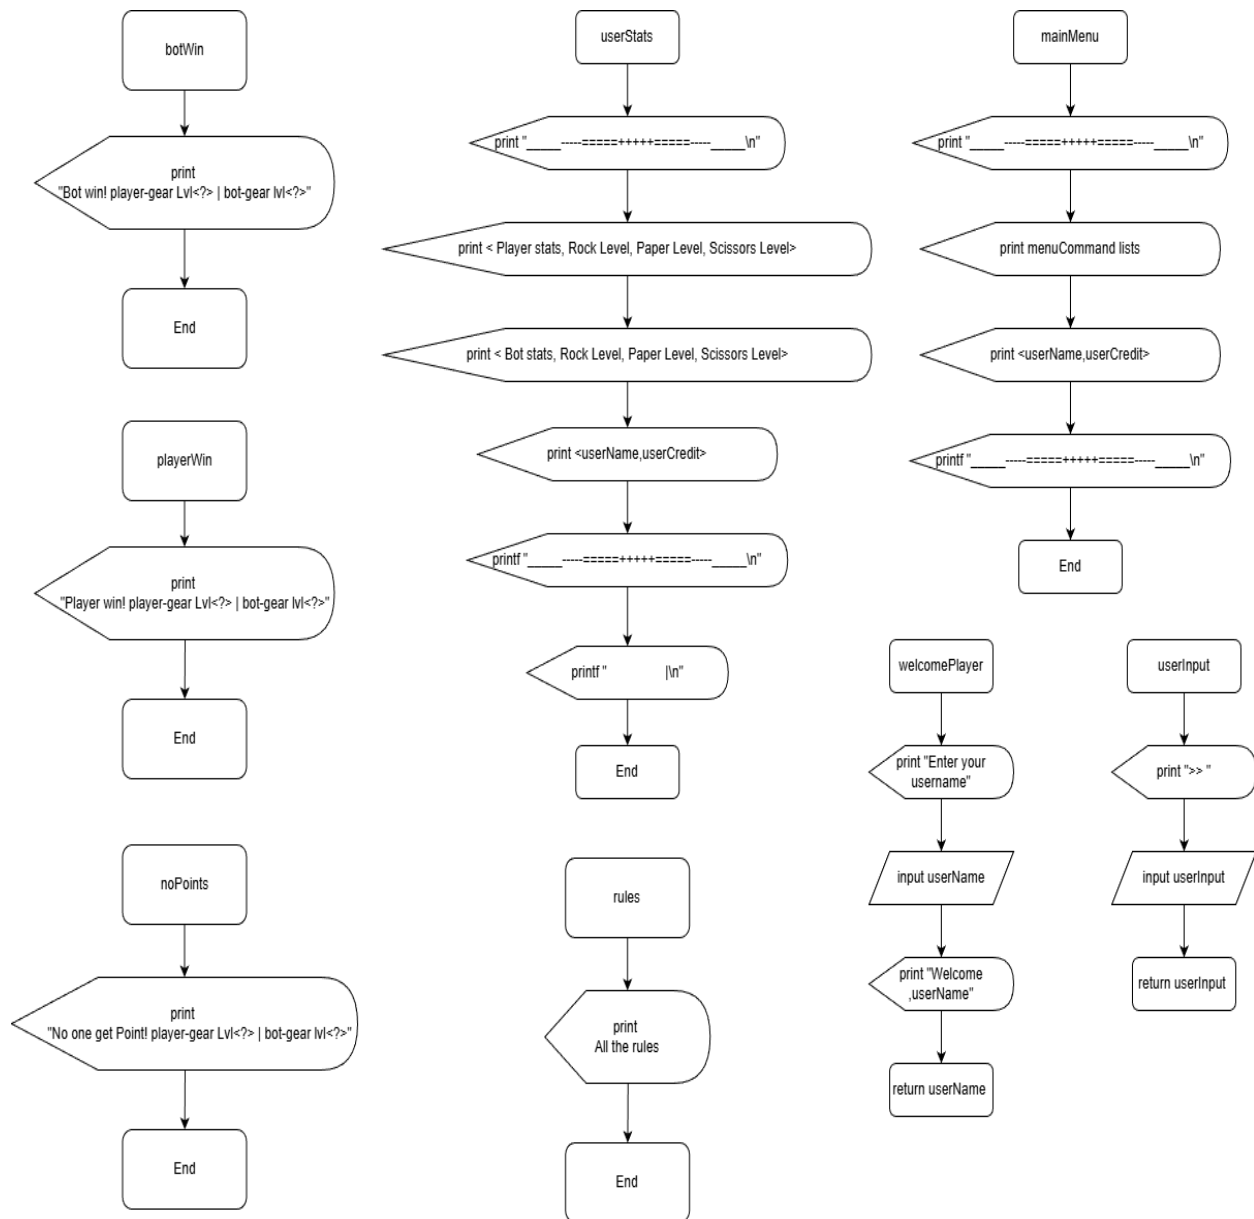 botWin
print
"Bot win! player-gear Lvl<?> | bot-gear lvl<?>"
End
playerWin
print
"Player win! player-gear Lvl<?> | bot-gear lvl<?>"
End
noPoints
print
"No one get Point! player-gear Lvl<?> | bot-gear lvl<?>"
End
userStats
print "_____-----=====+++++=====-----_____\n"
print < Player stats, Rock Level, Paper Level, Scissors Level>
print < Bot stats, Rock Level, Paper Level, Scissors Level>
print <userName,userCredit>
printf "_____-----=====+++++=====-----_____\n"
printf "                    |\n"
End
rules
print
All the rules
End
mainMenu
print "_____-----=====+++++=====-----_____\n"
print menuCommand lists
print <userName,userCredit>
printf "_____-----=====+++++=====-----_____\n"
End
welcomePlayer
print "Enter your
username"
input userName
print "Welcome
,userName"
return userName
userInput
print ">> "
input userInput
return userInput